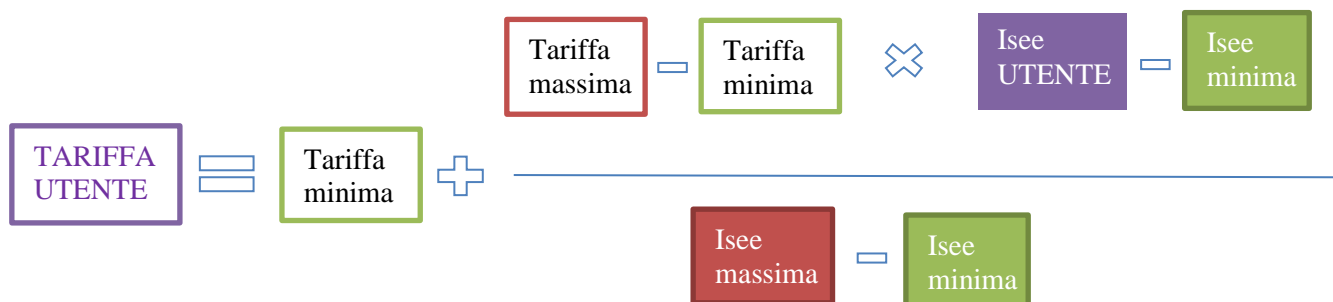 Tariffa
massima
Tariffa
minima
Isee
UTENTE
Isee
minima
TARIFFA
UTENTE
Tariffa
minima
Isee
massima
Isee
minima